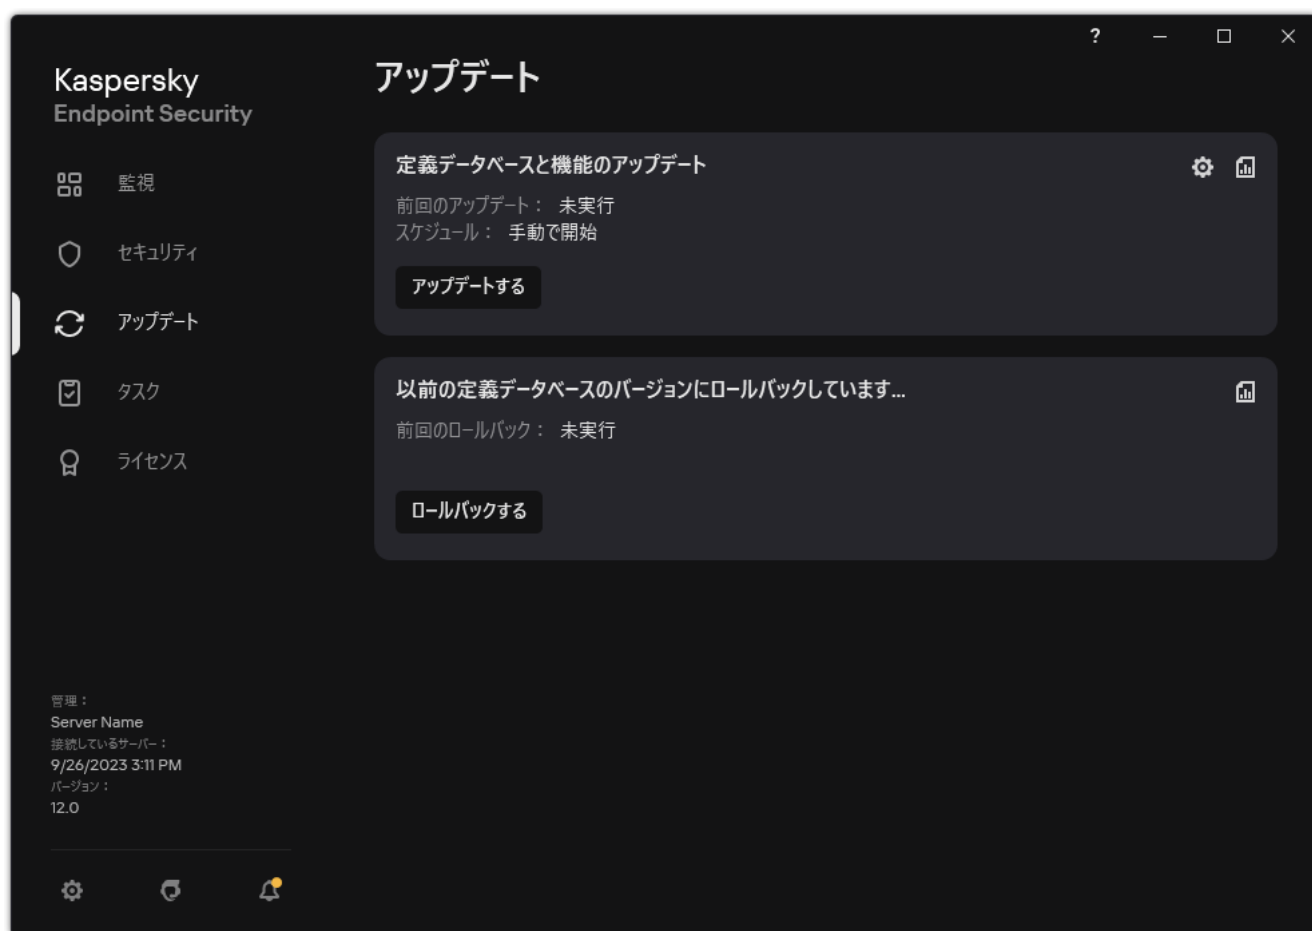 ?
Kaspersky
Endpoint Security
監視
セキュリティ
アップデート
タスク
ライセンス
管理：
Server Name
接続しているサーバー：
9/26/2023 3:11 PM
バージョン：
12.0
アップデート
定義データベースと機能のアップデート
前回のアップデート： 未実行
スケジュール： 手動で開始
アップデートする
以前の定義データベースのバージョンにロールバックしています...
前回のロールバック： 未実行
ロールバックする